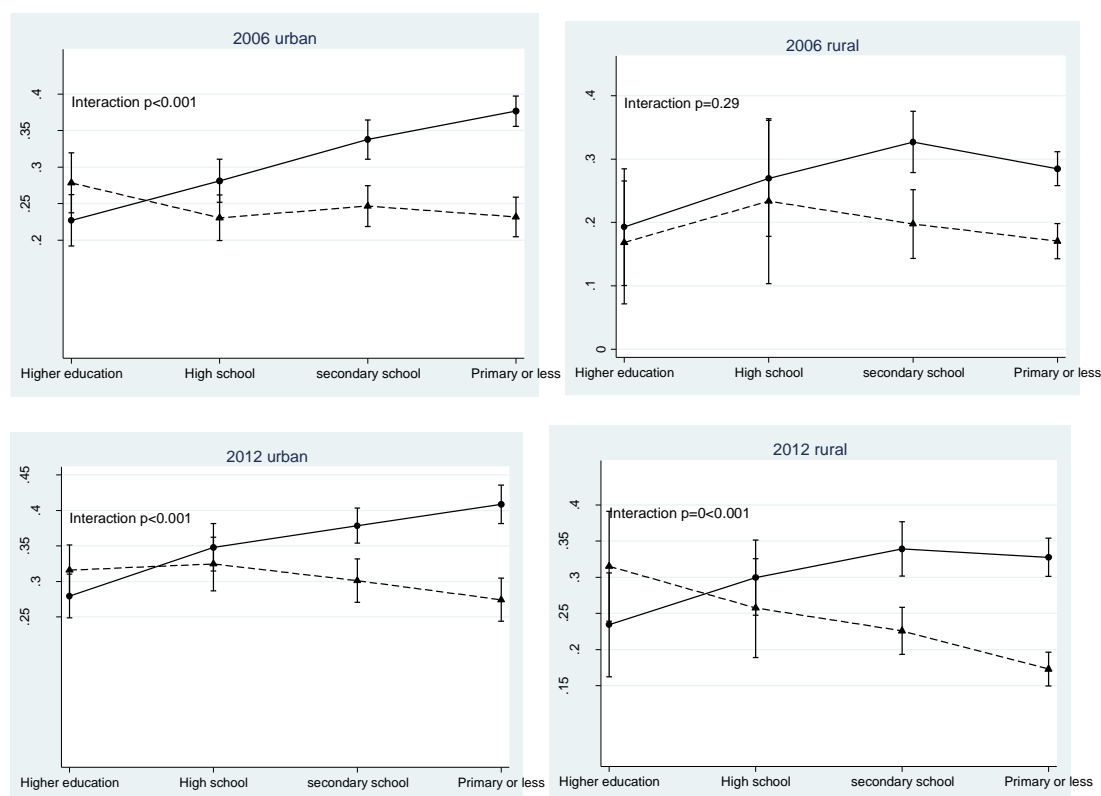 2006 urban
Interaction p<0.001
.4
.35
.3
.25
.2
Higher education High school secondary school Primary or less
2006 rural
Interaction p=0.29
.4
.3
.2
.1
0
Higher education High school secondary school Primary or less
2012 urban
Interaction p<0.001
.45
.4
.35
.3
.25
Higher education High school secondary school Primary or less
2012 rural
Interaction p=0<0.001
.4
.35
.3
.25
.2
.15
Higher education High school secondary school Primary or less